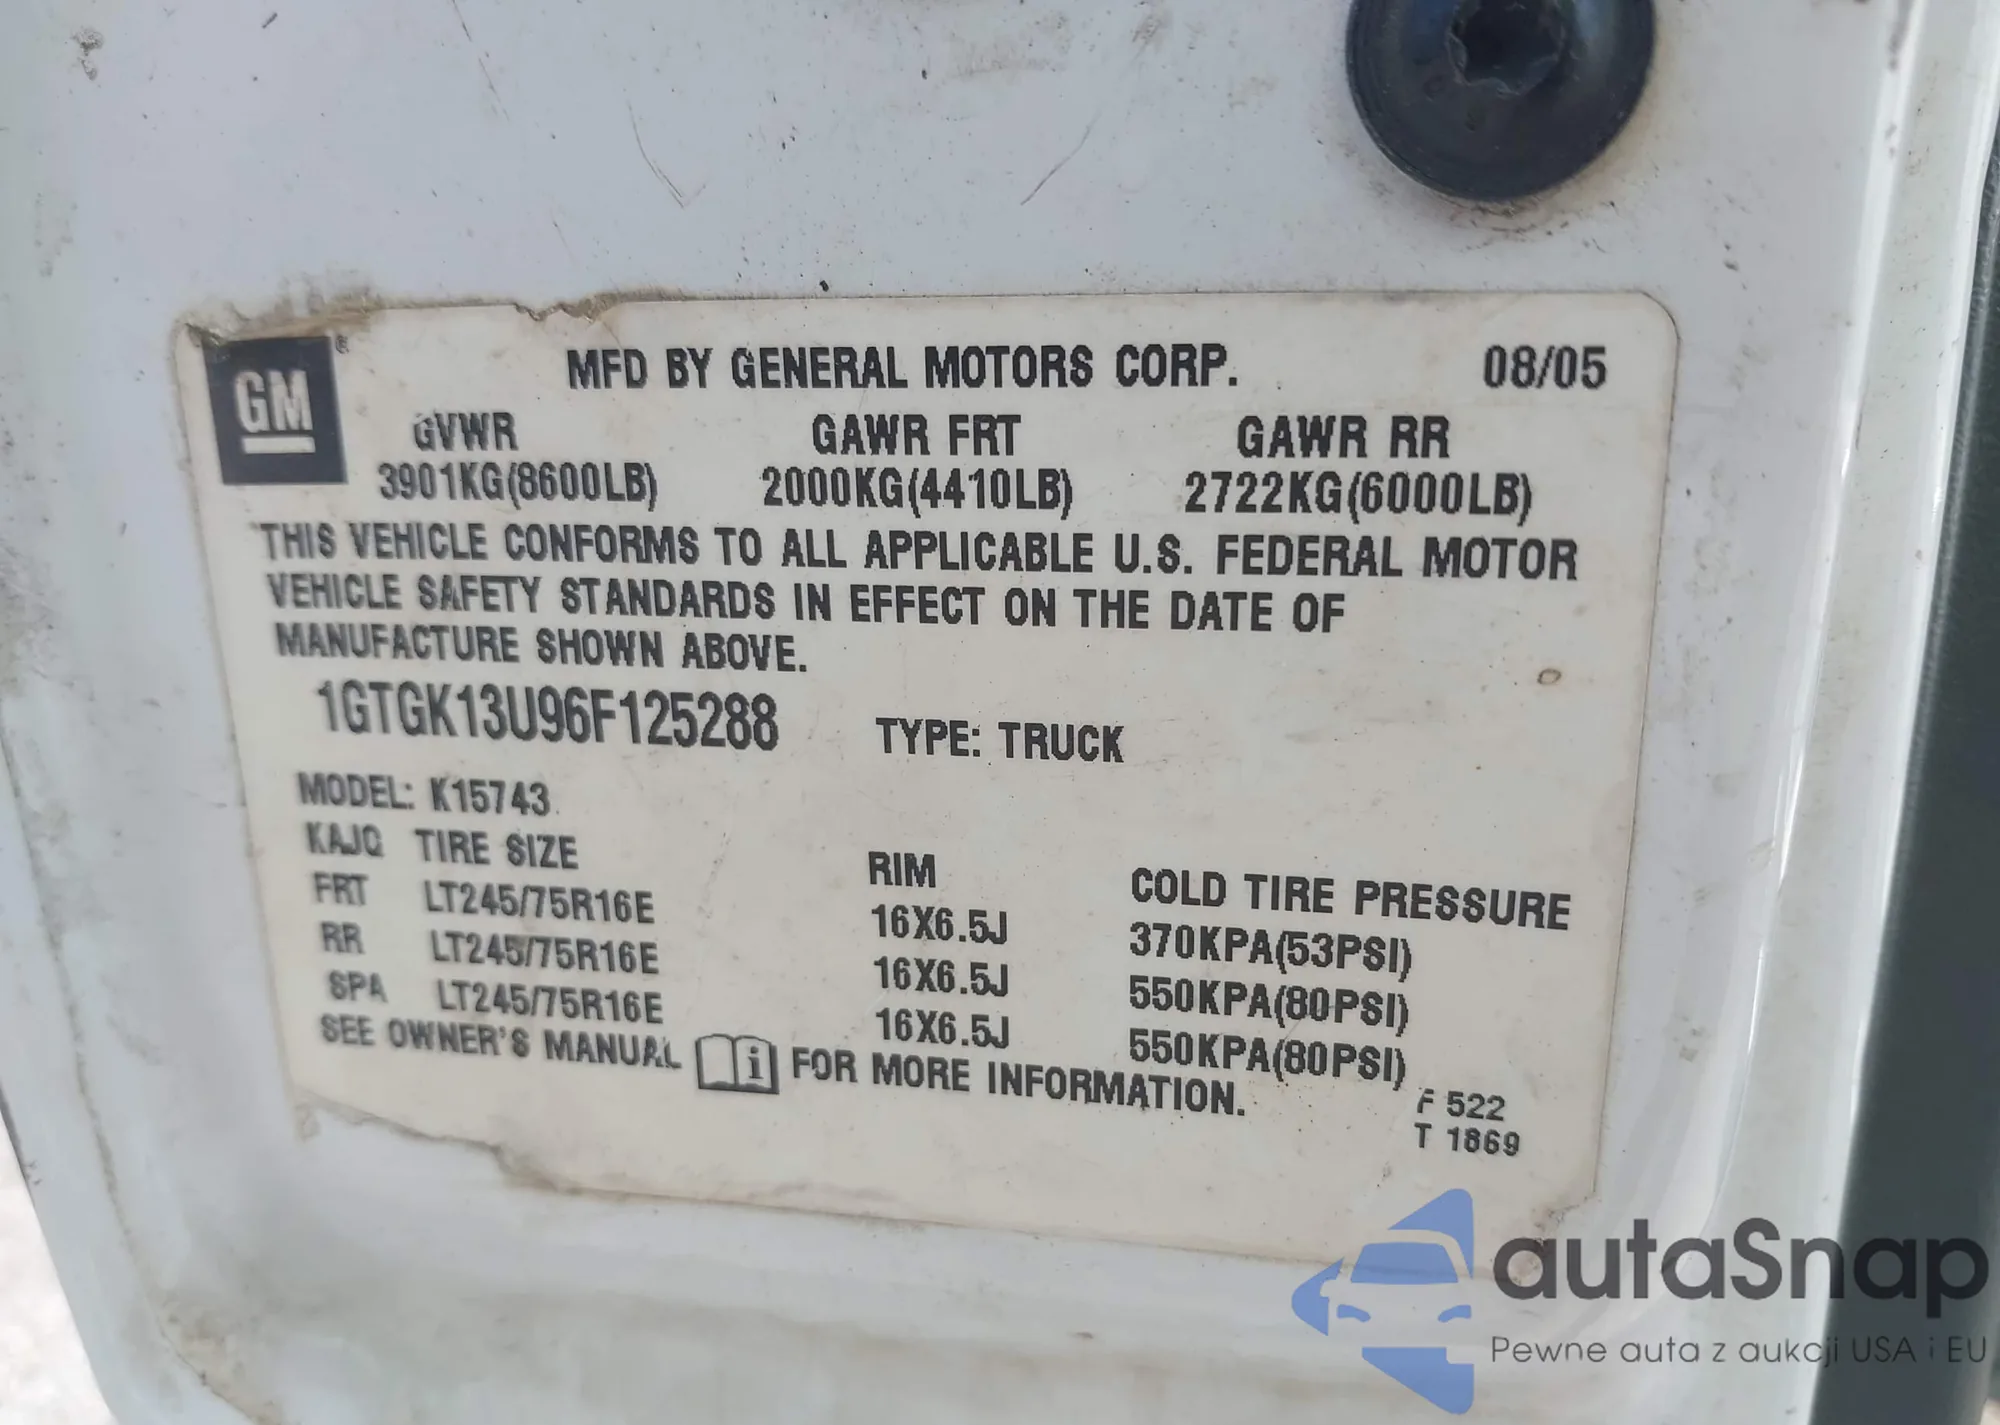 GM ®
MFD BY GENERAL MOTORS CORP. 08/05
GVWR GAWR FRT GAWR RR
3901KG(8600LB) 2000KG(4410LB) 2722KG(6000LB)
THIS VEHICLE CONFORMS TO ALL APPLICABLE U.S. FEDERAL MOTOR
VEHICLE SAFETY STANDARDS IN EFFECT ON THE DATE OF
MANUFACTURE SHOWN ABOVE.
1GTGK13U96F125288 TYPE: TRUCK
MODEL: K15743
KAJQ TIRE SIZE RIM COLD TIRE PRESSURE
FRT LT245/75R16E 16X6.5J 370KPA(53PSI)
RR LT245/75R16E 16X6.5J 550KPA(80PSI)
SPA LT245/75R16E 16X6.5J 550KPA(80PSI)
SEE OWNER'S MANUAL i FOR MORE INFORMATION.
F 522
T 1869
autaSnap
Pewne auta z aukcji USA i EU